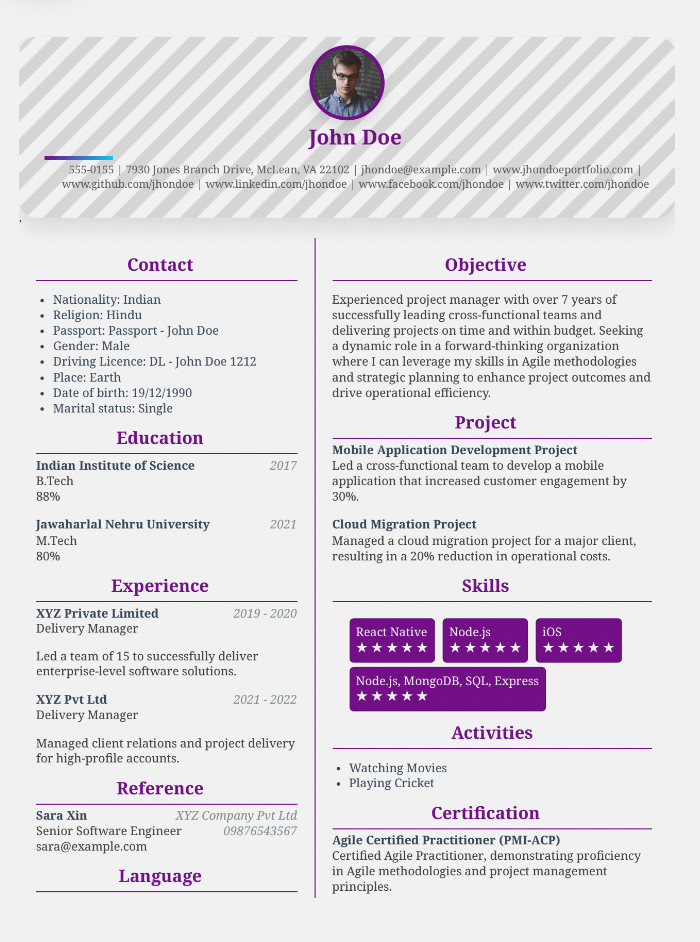 John Doe
555-0155 | 7930 Jones Branch Drive, McLean, VA 22102 | jhondoe@example.com | www.jhondoeportfolio.com |
www.github.com/jhondoe | www.linkedin.com/jhondoe | www.facebook.com/jhondoe | www.twitter.com/jhondoe
.
Contact
• Nationality: Indian
• Religion: Hindu
• Passport: Passport - John Doe
• Gender: Male
• Driving Licence: DL - John Doe 1212
• Place: Earth
• Date of birth: 19/12/1990
• Marital status: Single
Education
Indian Institute of Science 2017
B.Tech
88%
Jawaharlal Nehru University 2021
M.Tech
80%
Experience
XYZ Private Limited 2019 - 2020
Delivery Manager
Led a team of 15 to successfully deliver
enterprise-level software solutions.
XYZ Pvt Ltd 2021 - 2022
Delivery Manager
Managed client relations and project delivery
for high-profile accounts.
Reference
Sara Xin XYZ Company Pvt Ltd
Senior Software Engineer 09876543567
sara@example.com
Language
Objective
Experienced project manager with over 7 years of
successfully leading cross-functional teams and
delivering projects on time and within budget. Seeking
a dynamic role in a forward-thinking organization
where I can leverage my skills in Agile methodologies
and strategic planning to enhance project outcomes and
drive operational efficiency.
Project
Mobile Application Development Project
Led a cross-functional team to develop a mobile
application that increased customer engagement by
30%.
Cloud Migration Project
Managed a cloud migration project for a major client,
resulting in a 20% reduction in operational costs.
Skills
React Native Node.js iOS
★★★★★ ★★★★★ ★★★★★
Node.js, MongoDB, SQL, Express
★★★★★
Activities
• Watching Movies
• Playing Cricket
Certification
Agile Certified Practitioner (PMI-ACP)
Certified Agile Practitioner, demonstrating proficiency
in Agile methodologies and project management
principles.